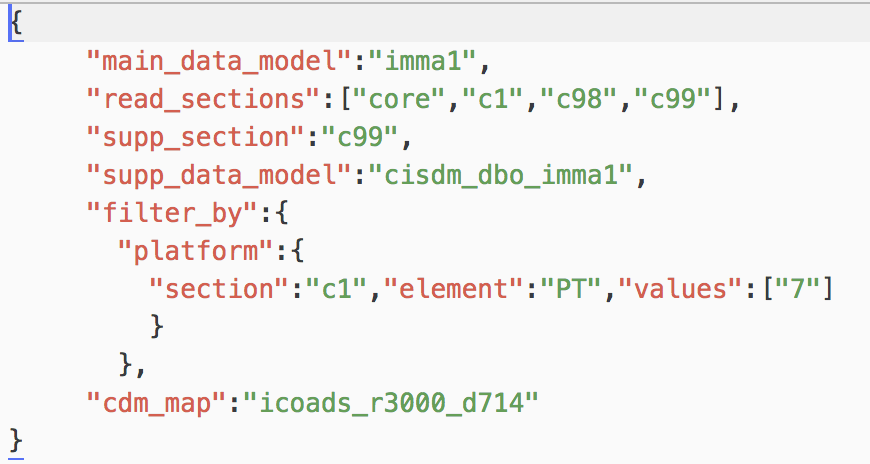 {
"main_data_model":"imma1",
"read_sections":["core","c1","c98","c99"],
"supp_section":"c99",
"supp_data_model":"cisdm_dbo_imma1",
"filter_by":{
"platform":{
"section":"c1","element":"PT","values":["7"]
}
},
"cdm_map":"icoads_r3000_d714"
}